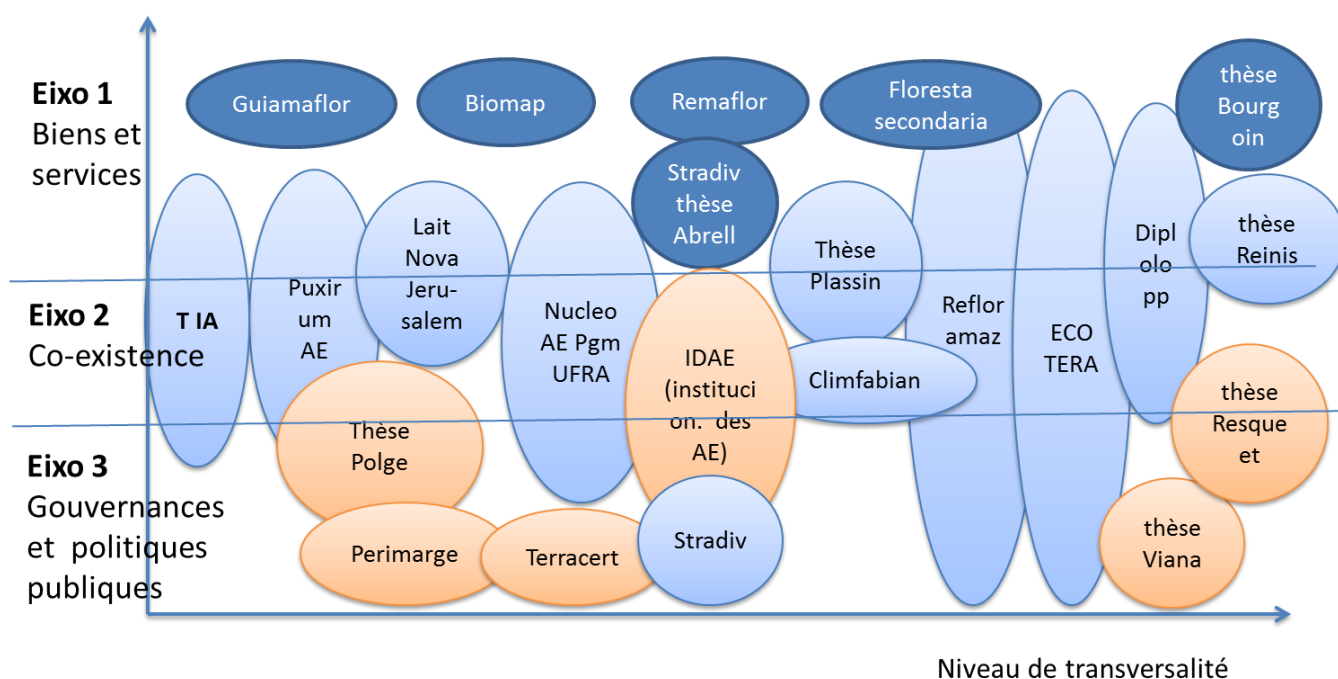 Eixo 1
Biens et
services
Eixo 2
Co-existence
Eixo 3
Gouvernances
et politiques
publiques
Guiamaflor
Biomap
Remaflor
Floresta
secondaria
thèse
Bourg
oin
Stradiv
thèse
Abrell
Lait
Nova
Jeru-
salem
Thèse
Plassin
Dipl
olo
pp
thèse
Reinis
T IA
Puxir
um
AE
Nucleo
AE Pgm
UFRA
IDAE
(instituci
on. des
AE)
Climfabian
Reflor
amaz
ECO
TERA
thèse
Resque
et
Thèse
Polge
Perimarge
Terracert
Stradiv
thèse
Viana
Niveau de transversalité